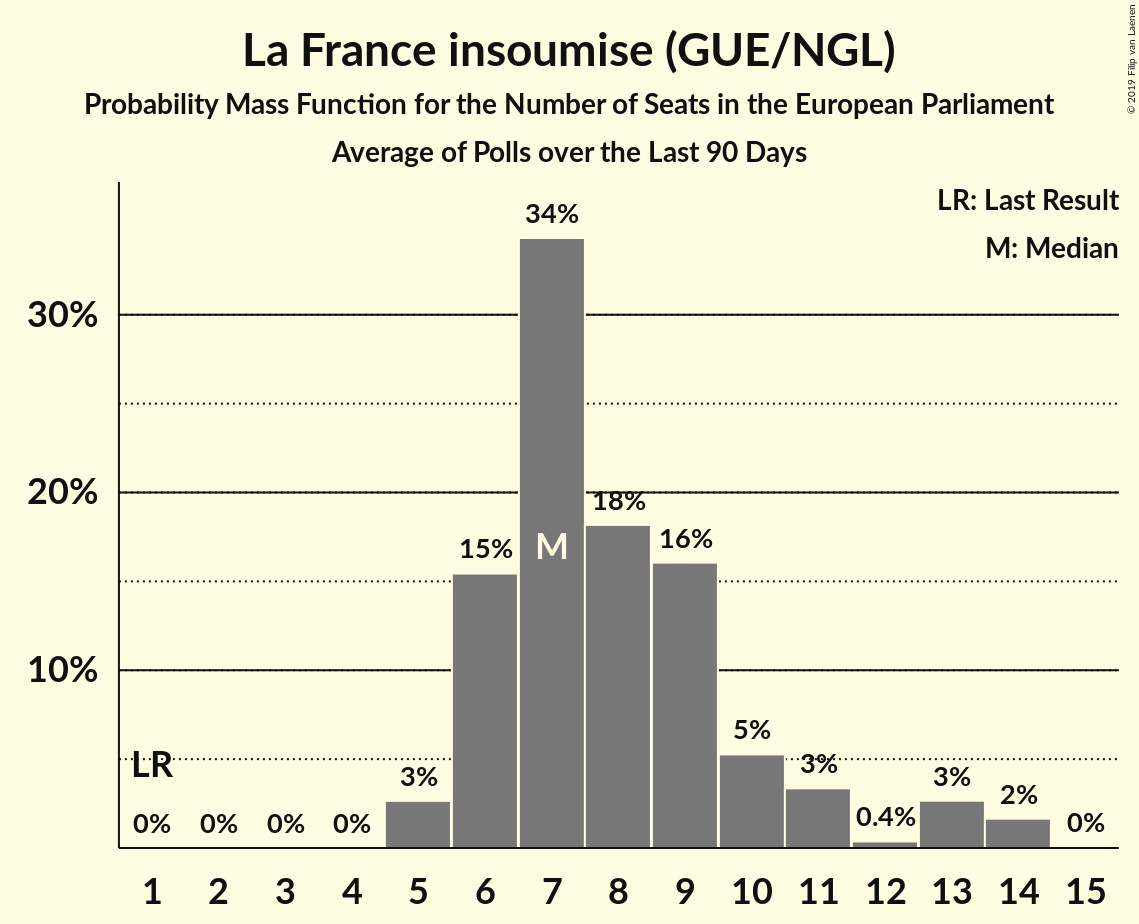 La France insoumise (GUE/NGL)
Probability Mass Function for the Number of Seats in the European Parliament
Average of Polls over the Last 90 Days
© 2019 Filip van Laenen
LR: Last Result
M: Median
34%
30%
20%
18%
16%
15%
M
10%
5%
LR
3%
3%
3%
2%
0%
0%
0%
0%
0.4%
0%
1 2 3 4 5 6 7 8 9 10 11 12 13 14 15